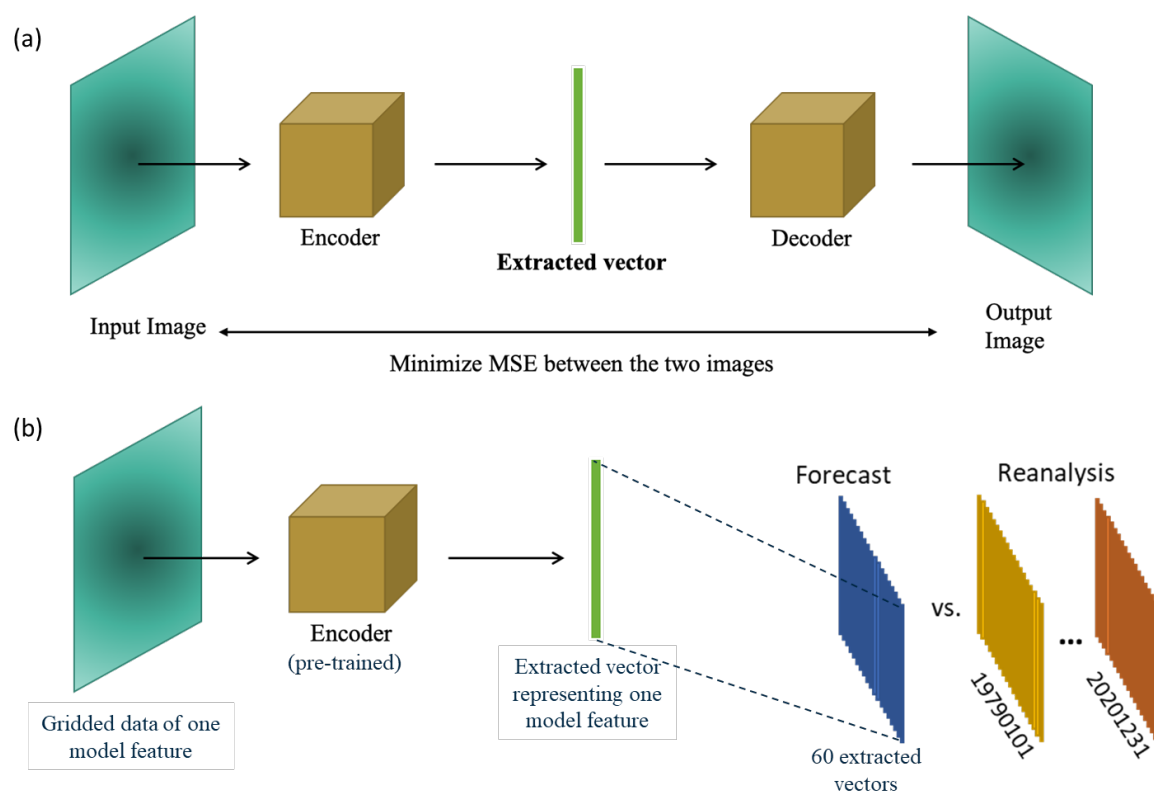 (a)
Encoder
Decoder
Extracted vector
Input Image
Output
Image
Minimize MSE between the two images
(b)
Forecast
Reanalysis
vs.
...
Encoder
(pre-trained)
Extracted vector
representing one
model feature
Gridded data of one
model feature
60 extracted
vectors
19790101
20201231